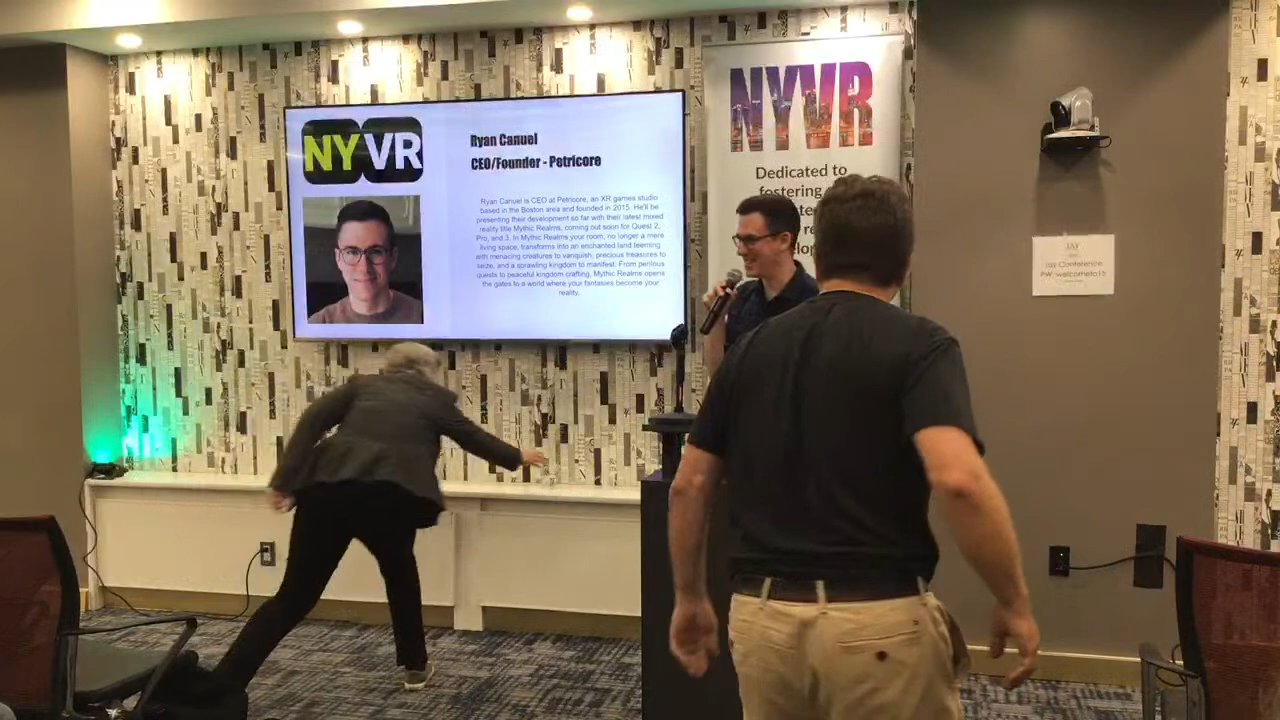 NYVR
Ryan Canuel
CEO/Founder - Petricore
Ryan Canuel is CEO at Petricore, an XR games studio
based in the Boston area and founded in 2015. He'll be
presenting their development so far with their latest mixed
reality title Mythic Realms, coming out soon for Quest 2,
Pro, and 3. In Mythic Realms your room, no longer a mere
living space, transforms into an enchanted land teeming
with menacing creatures to vanquish, precious treasures to
seize, and a sprawling kingdom to manifest. From perilous
quests to peaceful kingdom crafting, Mythic Realms opens
the gates to a world where your fantasies become your
reality.
NYVR
Dedicated to
fostering
JAY
Jay Conference